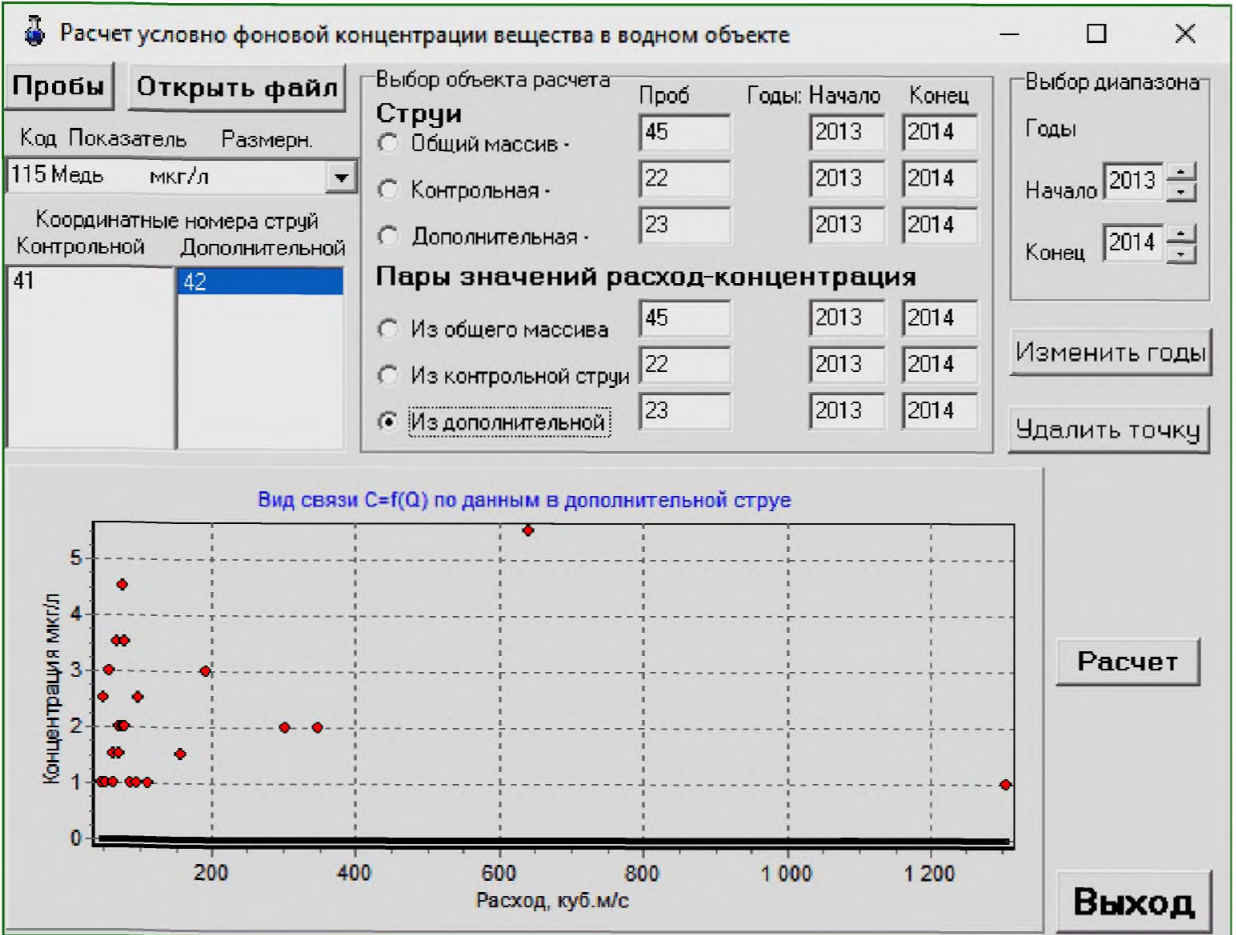 Расчет условно фоновой концентрации вещества в водном объекте
Пробы Открыть файл
Код Показатель Размерн.
115 Медь мкг/л
Координатные номера струй
Контрольной Дополнительной
41 42
Выбор объекта расчета
Проб Годы: Начало Конец
Струи
Общий массив - 45 2013 2014
Контрольная - 22 2013 2014
Дополнительная - 23 2013 2014
Пары значений расход-концентрация
Из общего массива 45 2013 2014
Из контрольной струи 22 2013 2014
Из дополнительной 23 2013 2014
Выбор диапазона
Годы
Начало 2013
Конец 2014
Изменить годы
Удалить точку
Вид связи C=f(Q) по данным в дополнительной струе
Концентрация мкг/л
5
4
3
2
1
0
200 400 600 800 1 000 1 200
Расход, куб.м/с
Расчет
Выход